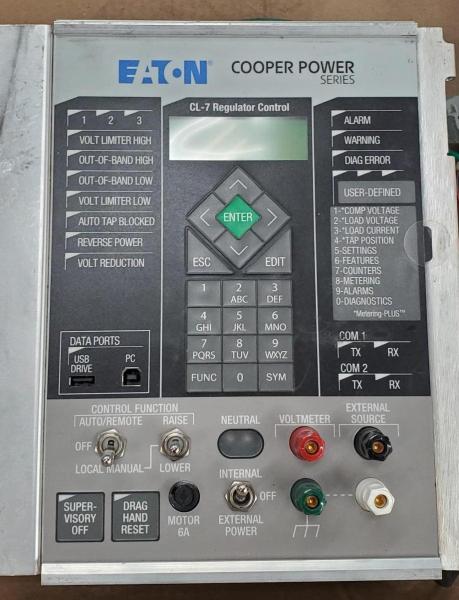 EATON COOPER POWER
SERIES
CL-7 Regulator Control
1 2 3
VOLT LIMITER HIGH
OUT-OF-BAND HIGH
OUT-OF-BAND LOW
VOLT LIMITER LOW
AUTO TAP BLOCKED
REVERSE POWER
VOLT REDUCTION
ENTER
ESC
EDIT
1
2
ABC
3
DEF
4
GHI
5
JKL
6
MNO
7
PQRS
8
TUV
9
WXYZ
FUNC
0
SYM
ALARM
WARNING
DIAG ERROR
USER-DEFINED
1-*COMP VOLTAGE
2-*LOAD VOLTAGE
3-*LOAD CURRENT
4-*TAP POSITION
5-SETTINGS
6-FEATURES
7-COUNTERS
8-METERING
9-ALARMS
0-DIAGNOSTICS
*Metering-PLUS™
COM 1
TX RX
COM 2
TX RX
DATA PORTS
USB
DRIVE
PC
CONTROL FUNCTION
AUTO/REMOTE
RAISE
OFF
LOCAL MANUAL
LOWER
NEUTRAL
VOLTMETER
EXTERNAL
SOURCE
SUPER-
VISORY
OFF
DRAG
HAND
RESET
MOTOR
6A
INTERNAL
OFF
EXTERNAL
POWER